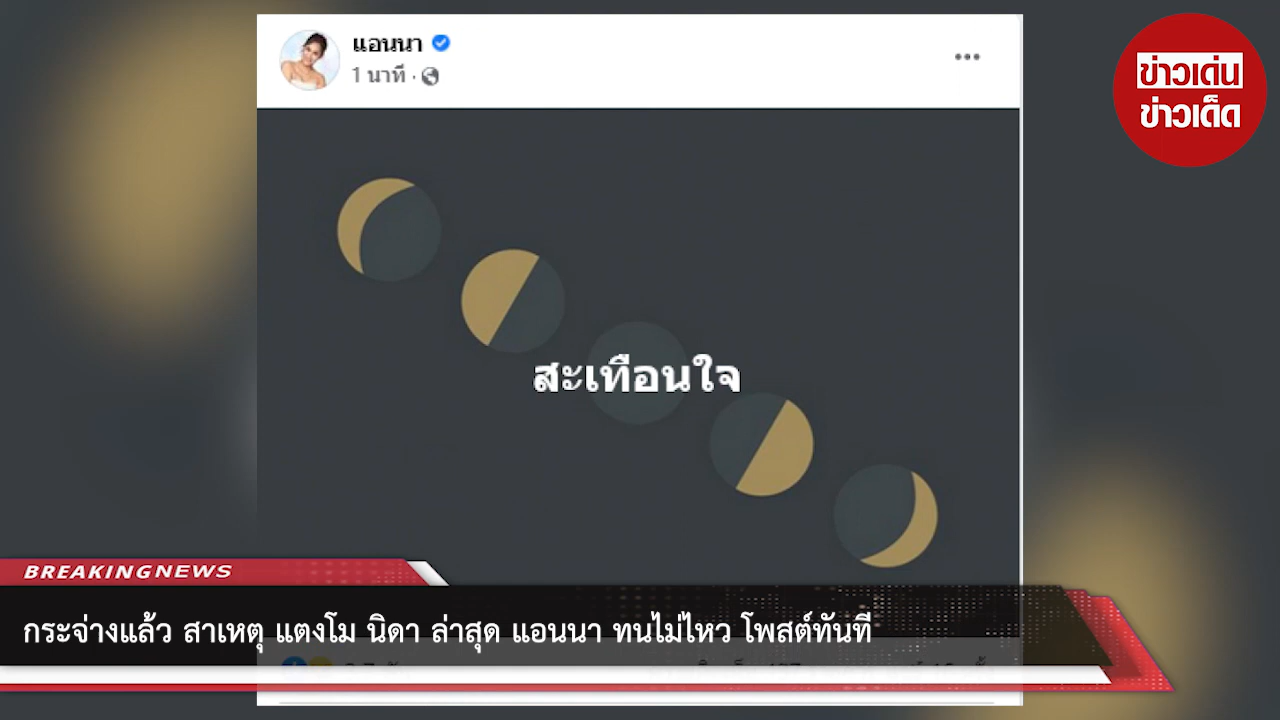 แอนนา
1 นาที ·
ข่าวเด่น
ข่าวเด็ด
สะเทือนใจ
BREAKINGNEWS
กระจ่างแล้ว สาเหตุ แตงโม นิดา ล่าสุด แอนนา ทนไม่ไหว โพสต์ทันที